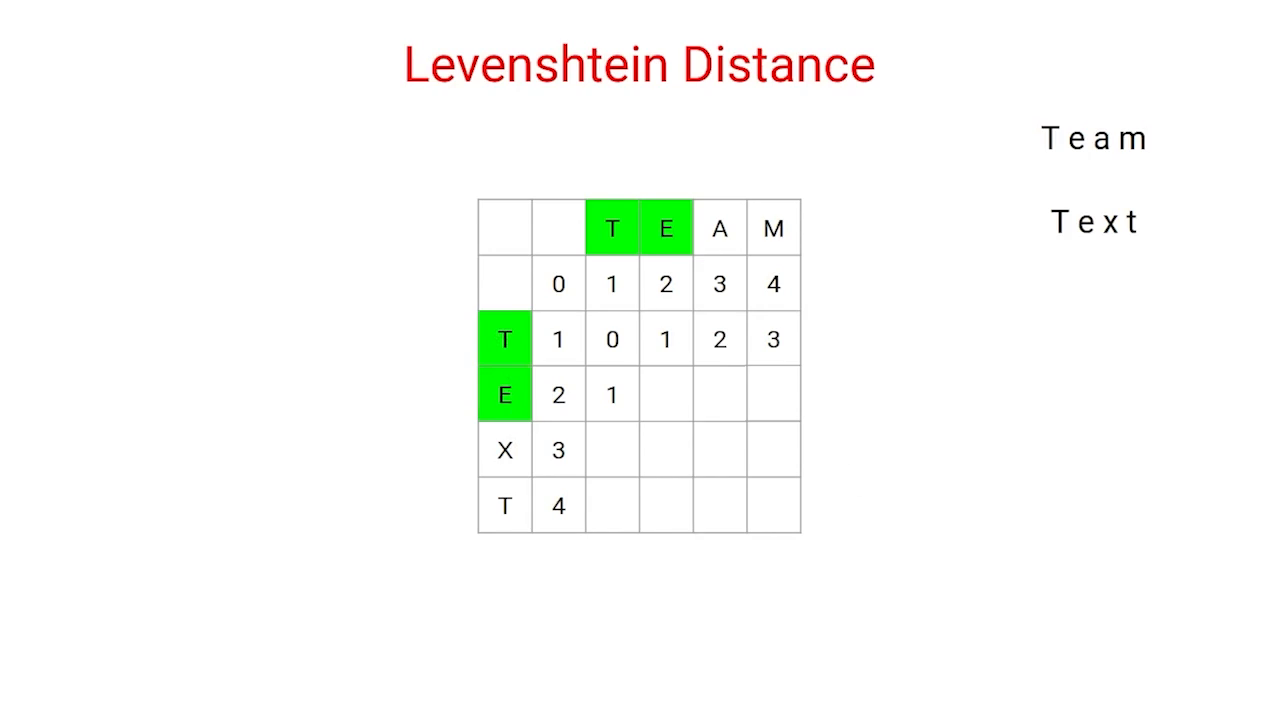 Levenshtein Distance
Team
Text
T E A M
0 1 2 3 4
T 1 0 1 2 3
E 2 1
X 3
T 4